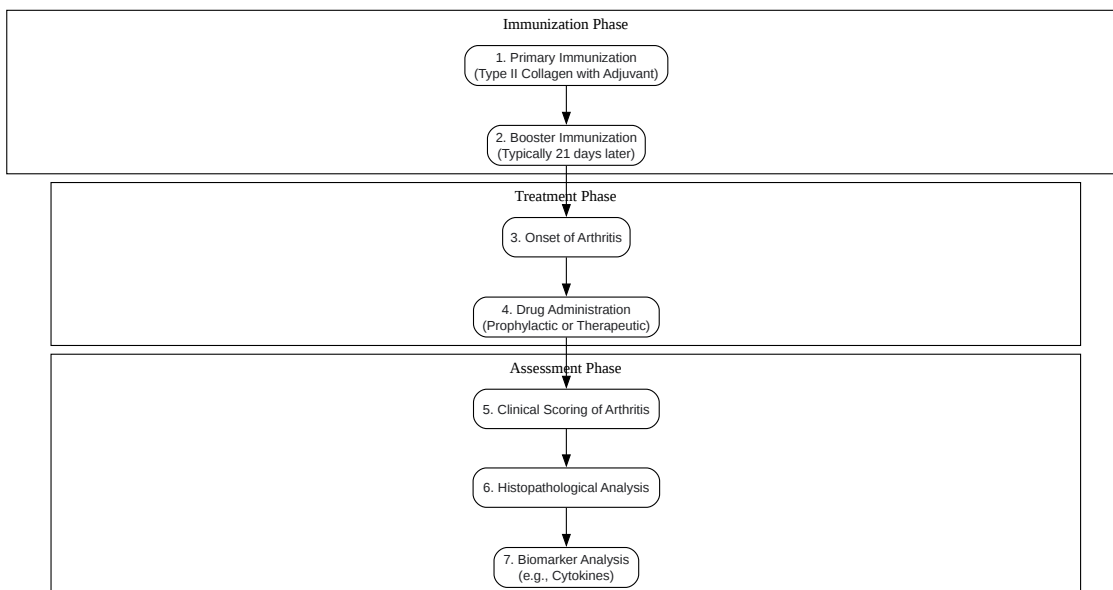 Immunization Phase
1. Primary Immunization
(Type II Collagen with Adjuvant)
2. Booster Immunization
(Typically 21 days later)
Treatment Phase
3. Onset of Arthritis
4. Drug Administration
(Prophylactic or Therapeutic)
Assessment Phase
5. Clinical Scoring of Arthritis
6. Histopathological Analysis
7. Biomarker Analysis
(e.g., Cytokines)